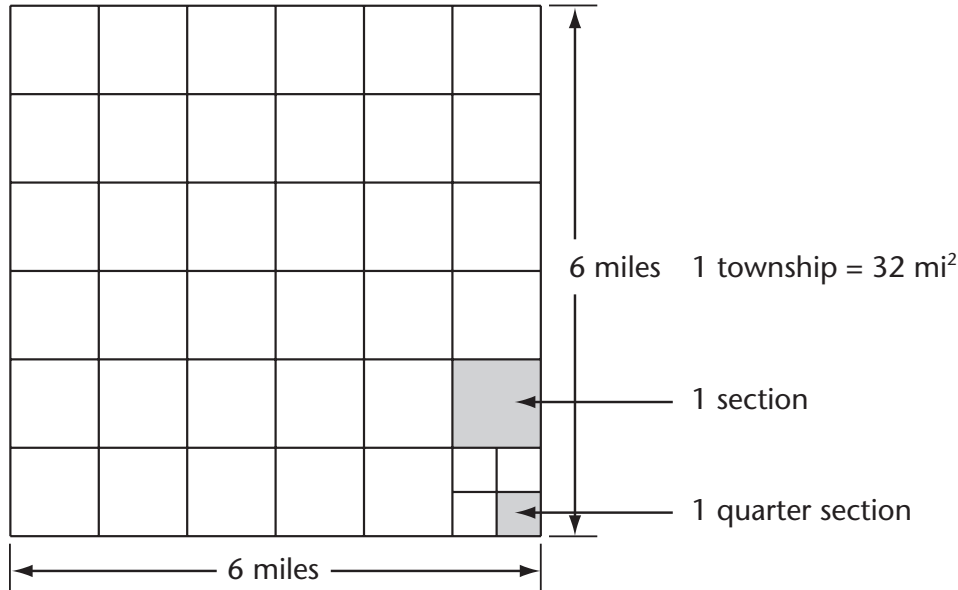 6 miles 1 township = 32 mi²
1 section
1 quarter section
6 miles